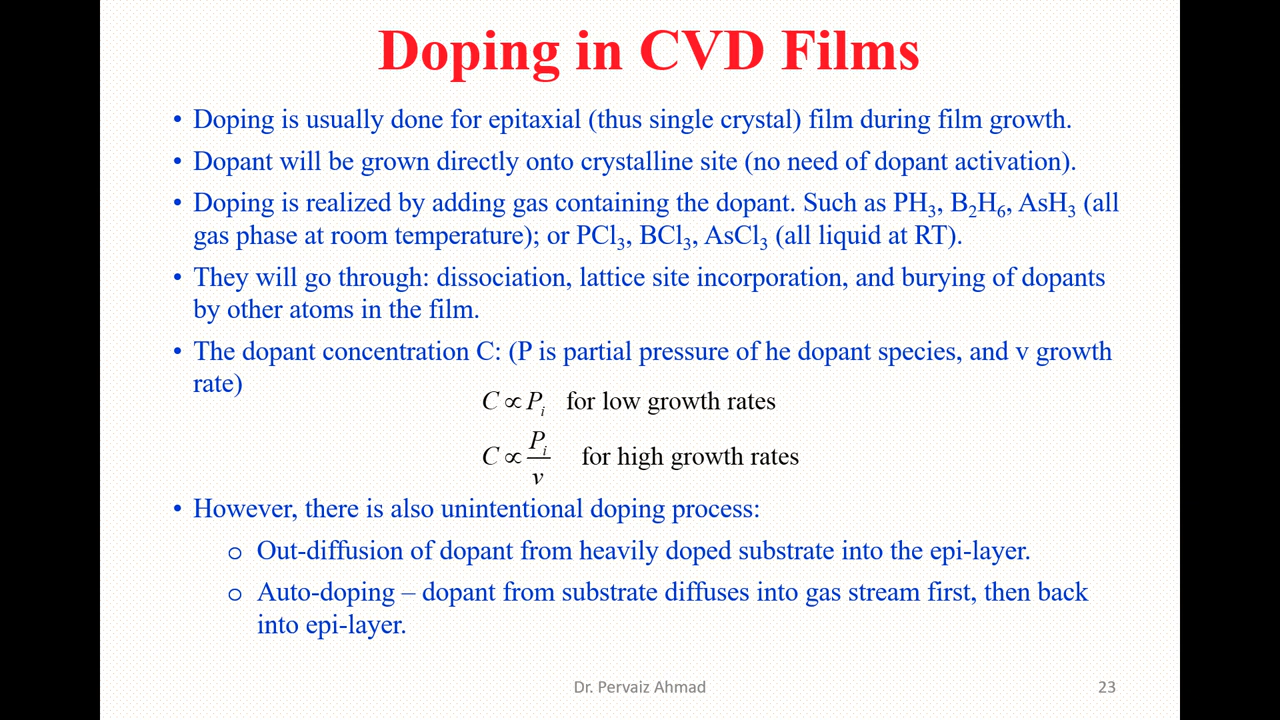 Doping in CVD Films
• Doping is usually done for epitaxial (thus single crystal) film during film growth.
• Dopant will be grown directly onto crystalline site (no need of dopant activation).
• Doping is realized by adding gas containing the dopant. Such as PH₃, B₂H₆, AsH₃ (all
gas phase at room temperature); or PCl₃, BCl₃, AsCl₃ (all liquid at RT).
• They will go through: dissociation, lattice site incorporation, and burying of dopants
by other atoms in the film.
• The dopant concentration C: (P is partial pressure of he dopant species, and v growth
rate)
C ∝ Pᵢ for low growth rates
C ∝ Pᵢ/v for high growth rates
• However, there is also unintentional doping process:
o Out-diffusion of dopant from heavily doped substrate into the epi-layer.
o Auto-doping – dopant from substrate diffuses into gas stream first, then back
into epi-layer.
Dr. Pervaiz Ahmad 23